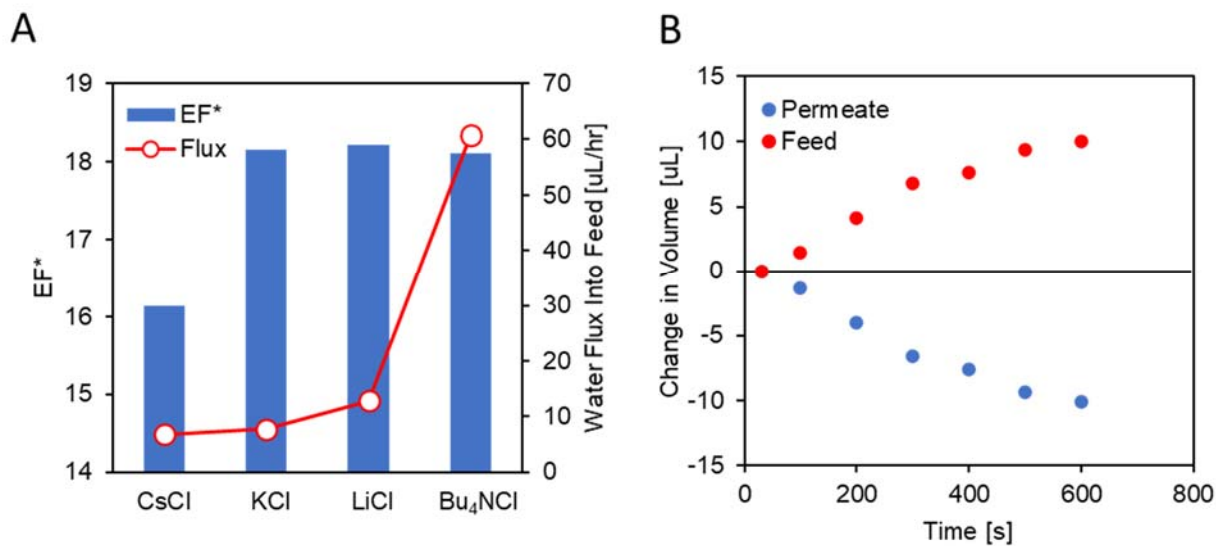 A
EF*
19
18
17
16
15
14
EF*
Flux
70
60
50
40
30
20
10
0
Water Flux Into Feed [uL/hr]
CsCl
KCl
LiCl
Bu₄NCl
B
Change in Volume [uL]
15
10
5
0
-5
-10
-15
Permeate
Feed
0
200
400
600
800
Time [s]